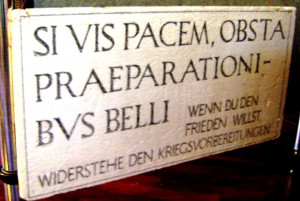 SI VIS PACEM, OBSTA
PRAEPARATIONI-
BVS BELLI
WENN DU DEN
FRIEDEN WILLST,
WIDERSTEHE DEN KRIEGSVORBEREITUNGEN